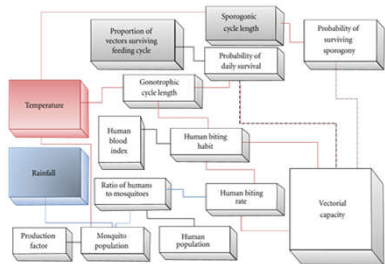 Proportion of
vectors surviving
feeding cycle
Sporogonic
cycle length
Probability of
surviving
sporogony
Probability of
daily survival
Gonotrophic
cycle length
Temperature
Human
blood
index
Human biting
habit
Rainfall
Ratio of humans
to mosquitoes
Human biting
rate
Vectorial
capacity
Production
factor
Mosquito
population
Human
population